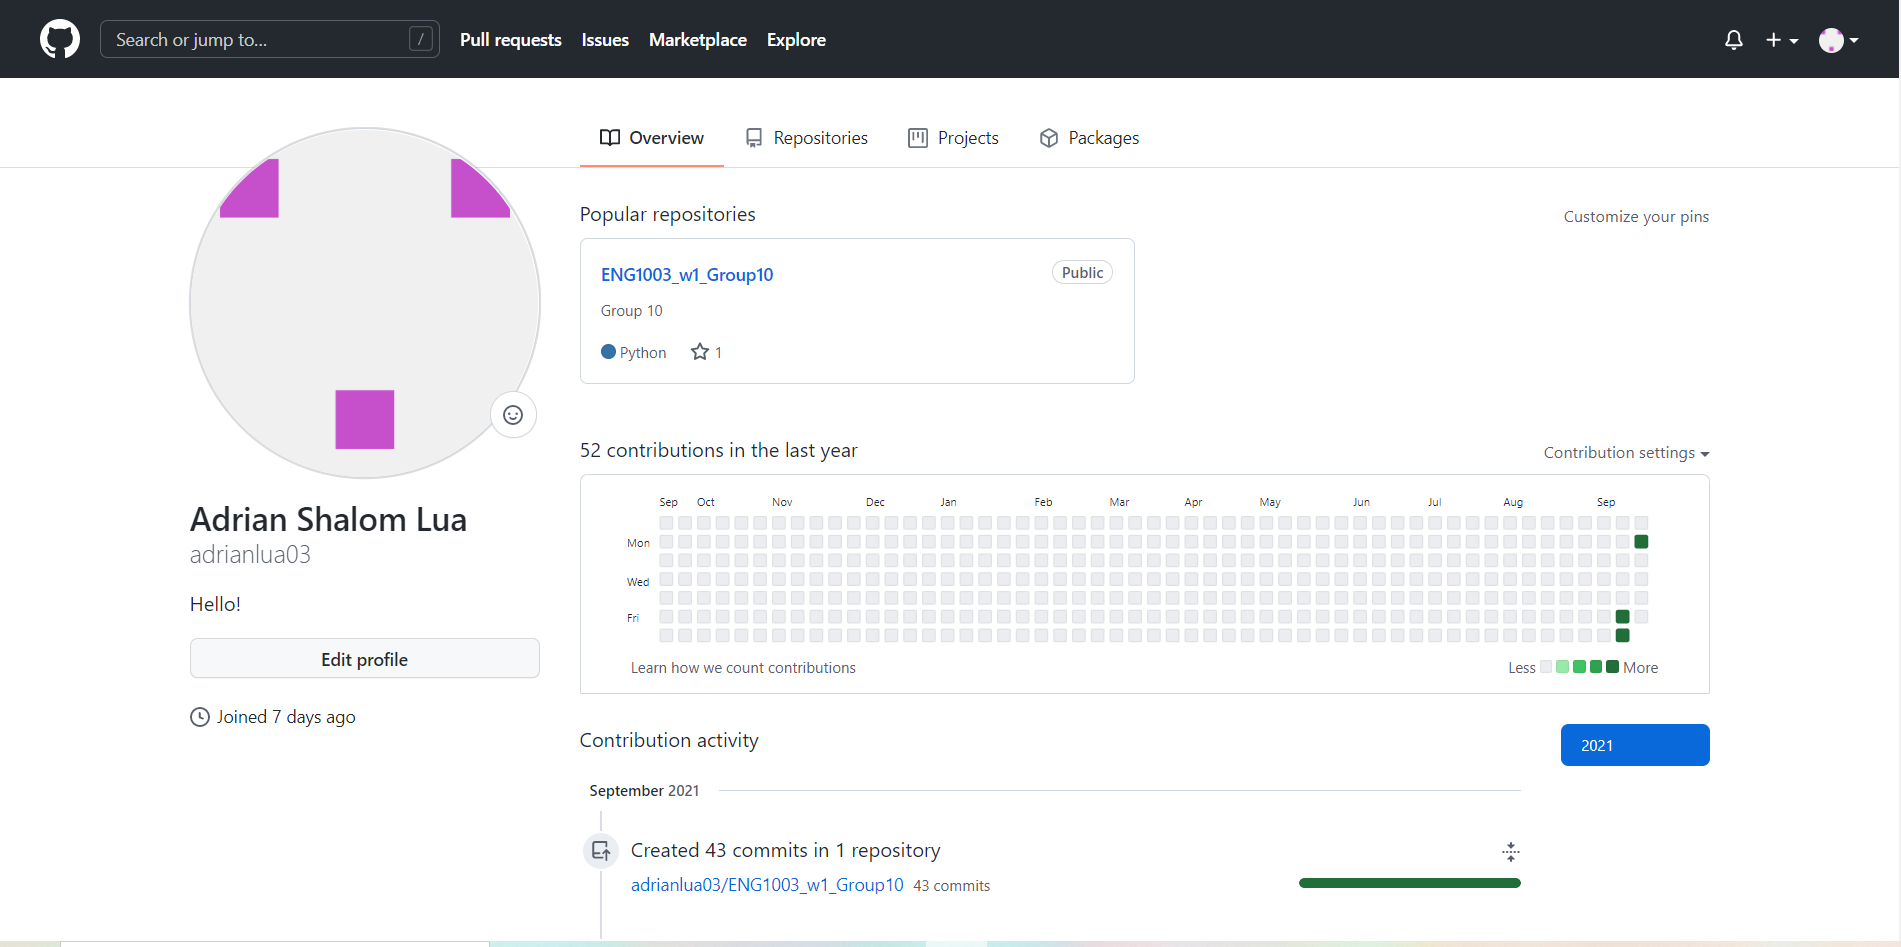 Search or jump to... /
Pull requests Issues Marketplace Explore
Overview Repositories Projects Packages
Popular repositories
Customize your pins
ENG1003_w1_Group10 Public
Group 10
Python 1
52 contributions in the last year
Contribution settings
Sep Oct Nov Dec Jan Feb Mar Apr May Jun Jul Aug Sep
Mon
Wed
Fri
Learn how we count contributions
Less More
Adrian Shalom Lua
adrianlua03
Hello!
Edit profile
Joined 7 days ago
Contribution activity
2021
September 2021
Created 43 commits in 1 repository
adrianlua03/ENG1003_w1_Group10 43 commits